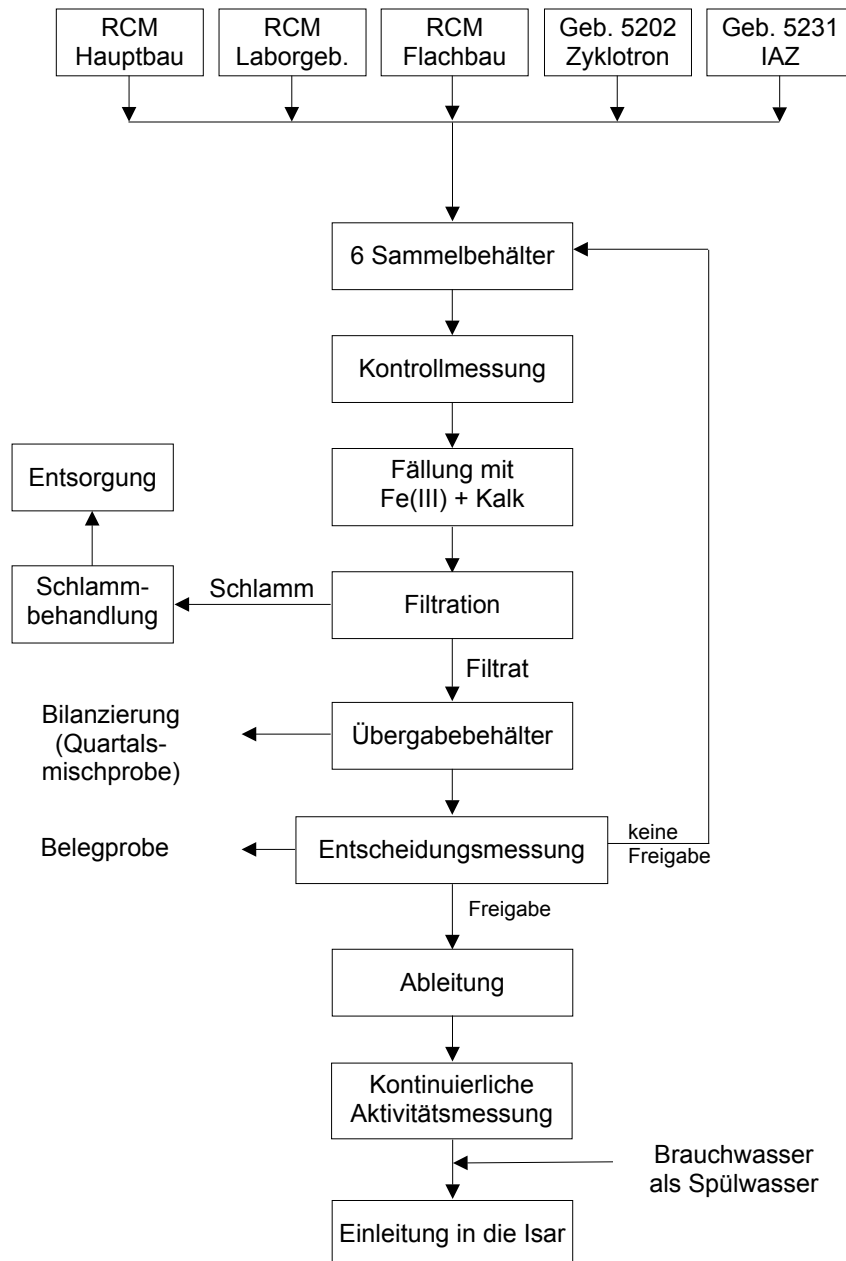 RCM
Hauptbau
RCM
Laborgeb.
RCM
Flachbau
Geb. 5202
Zyklotron
Geb. 5231
IAZ
6 Sammelbehälter
Kontrollmessung
Fällung mit
Fe(III) + Kalk
Entsorgung
Schlamm-
behandlung
Schlamm
Filtration
Filtrat
Bilanzierung
(Quartals-
mischprobe)
Übergabebehälter
Belegprobe
Entscheidungsmessung
keine
Freigabe
Freigabe
Ableitung
Kontinuierliche
Aktivitätsmessung
Brauchwasser
als Spülwasser
Einleitung in die Isar